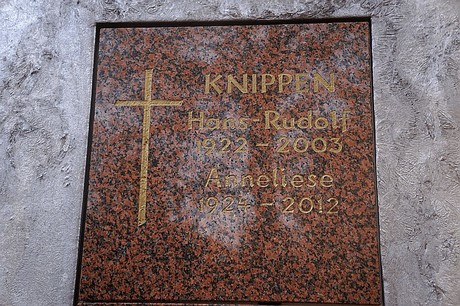 KNIPPEN
Hans-Rudolf
1922 - 2003
Anneliese
1924 - 2012